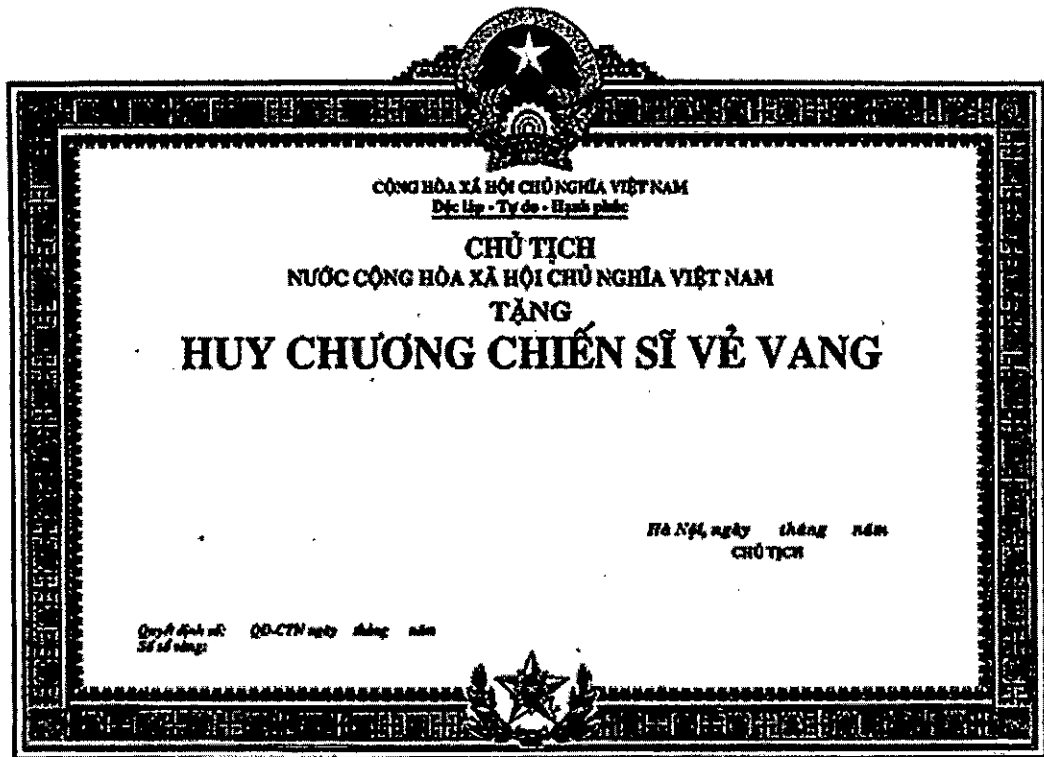 CỘNG HÒA XÃ HỘI CHỦ NGHĨA VIỆT NAM
Độc lập - Tự do - Hạnh phúc
CHỦ TỊCH
NƯỚC CỘNG HÒA XÃ HỘI CHỦ NGHĨA VIỆT NAM
TẶNG
HUY CHƯƠNG CHIẾN SĨ VẺ VANG
Hà Nội, ngày tháng năm
CHỦ TỊCH
Quyết định số: QĐ-CTN ngày tháng năm
Số sổ vàng: